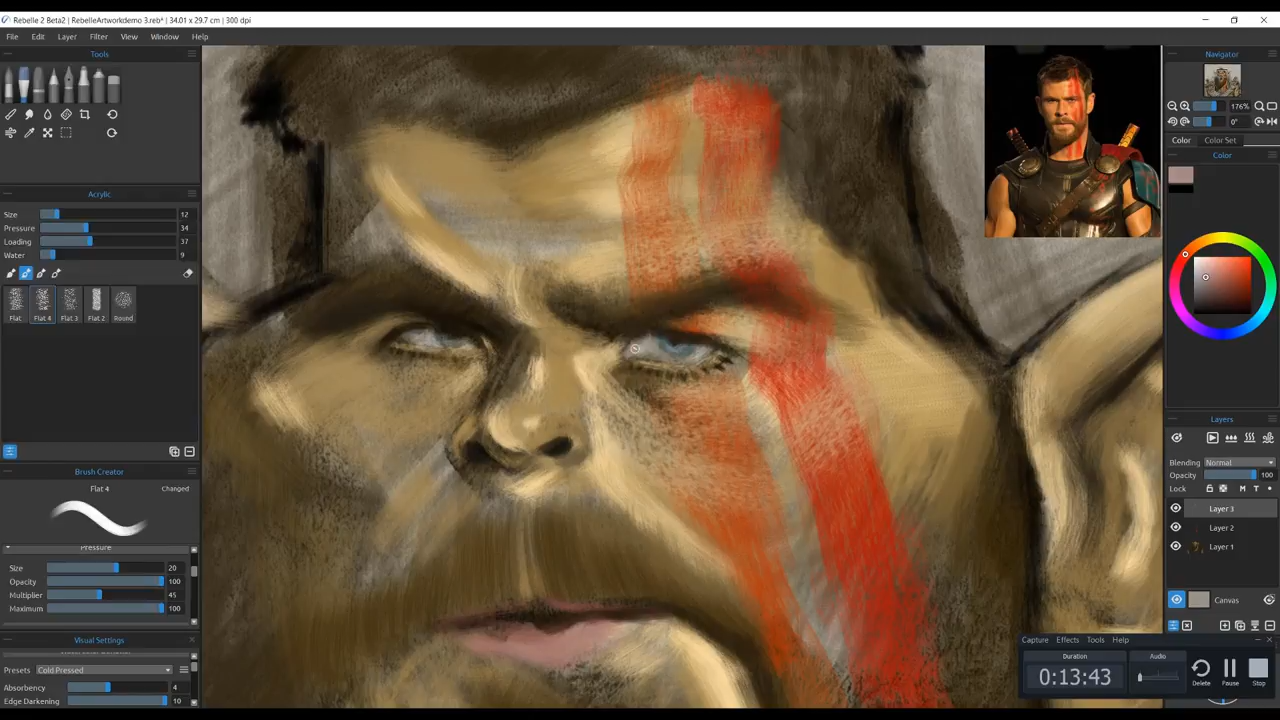 Rebelle 2 Beta2 | RebelleArtworkdemo 3.reb* | 34.01 x 29.7 cm | 300 dpi
File Edit Layer Filter View Window Help
Tools
Acrylic
Size 12
Pressure 34
Loading 37
Water 9
Flat Flat 4 Flat 3 Flat 2 Round
Brush Creator
Flat 4 Changed
Pressure
Size 20
Opacity 100
Multiplier 45
Maximum 100
Visual Settings
Presets Cold Pressed
Absorbency 4
Edge Darkening 10
Navigator
176%
0°
Color Color Set
Color
Layers
Blending Normal
Opacity 100
Lock M T
Layer 3
Layer 2
Layer 1
Canvas
Capture Effects Tools Help
Duration Audio
0:13:43
Delete Pause Stop